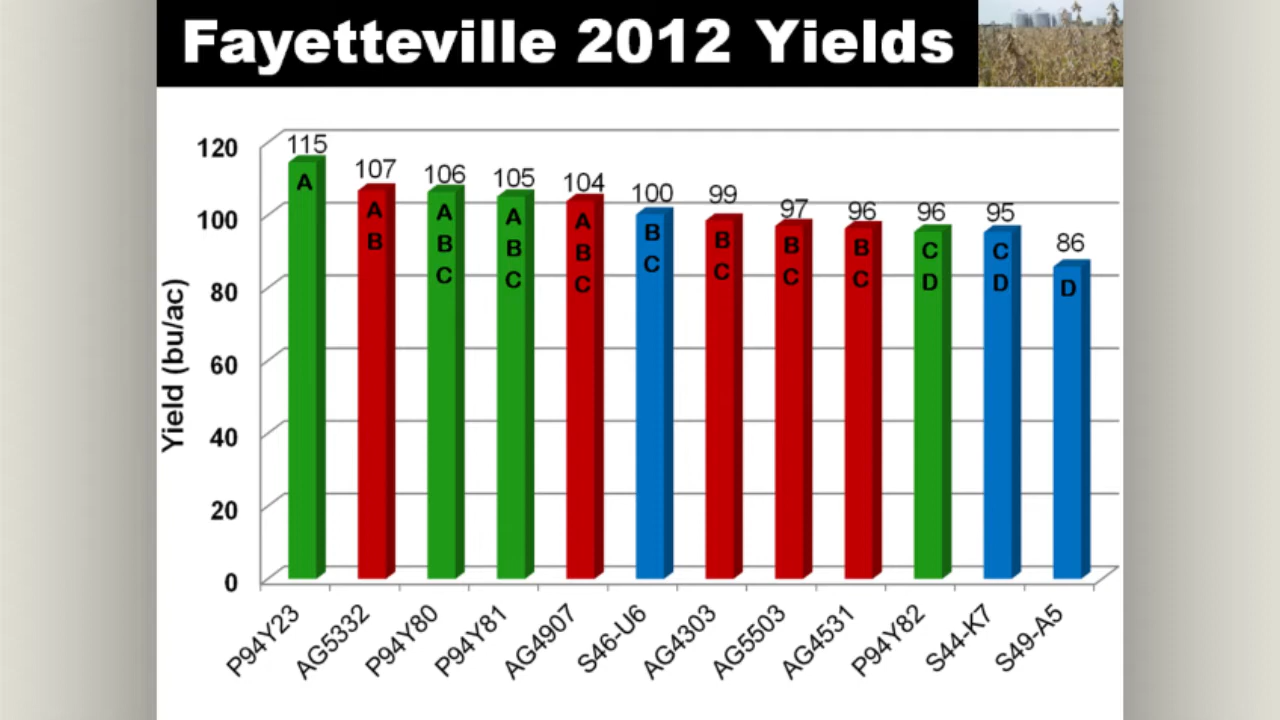 Fayetteville 2012 Yields
Yield (bu/ac)
120
100
80
60
40
20
0
115
107
106
105
104
100
99
97
96
96
95
86
A
A
B
A
B
C
A
B
C
A
B
C
B
C
B
C
B
C
B
C
C
D
C
D
D
P94Y23
AG5332
P94Y80
P94Y81
AG4907
S46-U6
AG4303
AG5503
AG4531
P94Y82
S44-K7
S49-A5